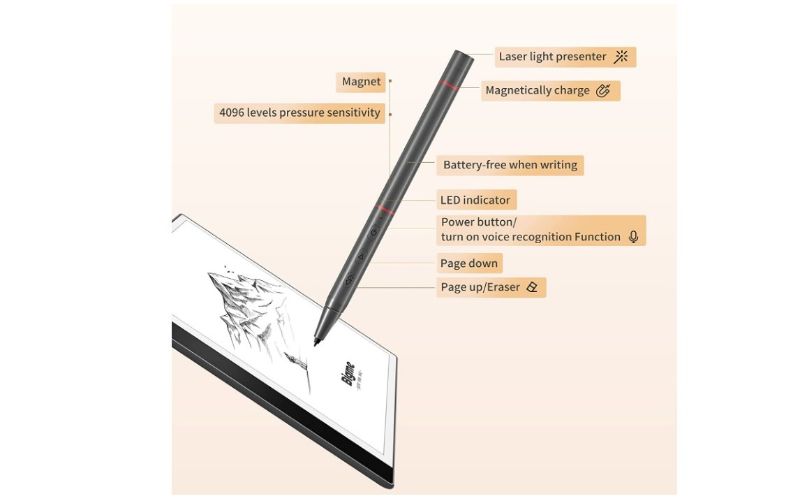 Laser light presenter
Magnet
Magnetically charge
4096 levels pressure sensitivity
Battery-free when writing
LED indicator
Power button/
turn on voice recognition Function
Page down
Page up/Eraser
Bigme